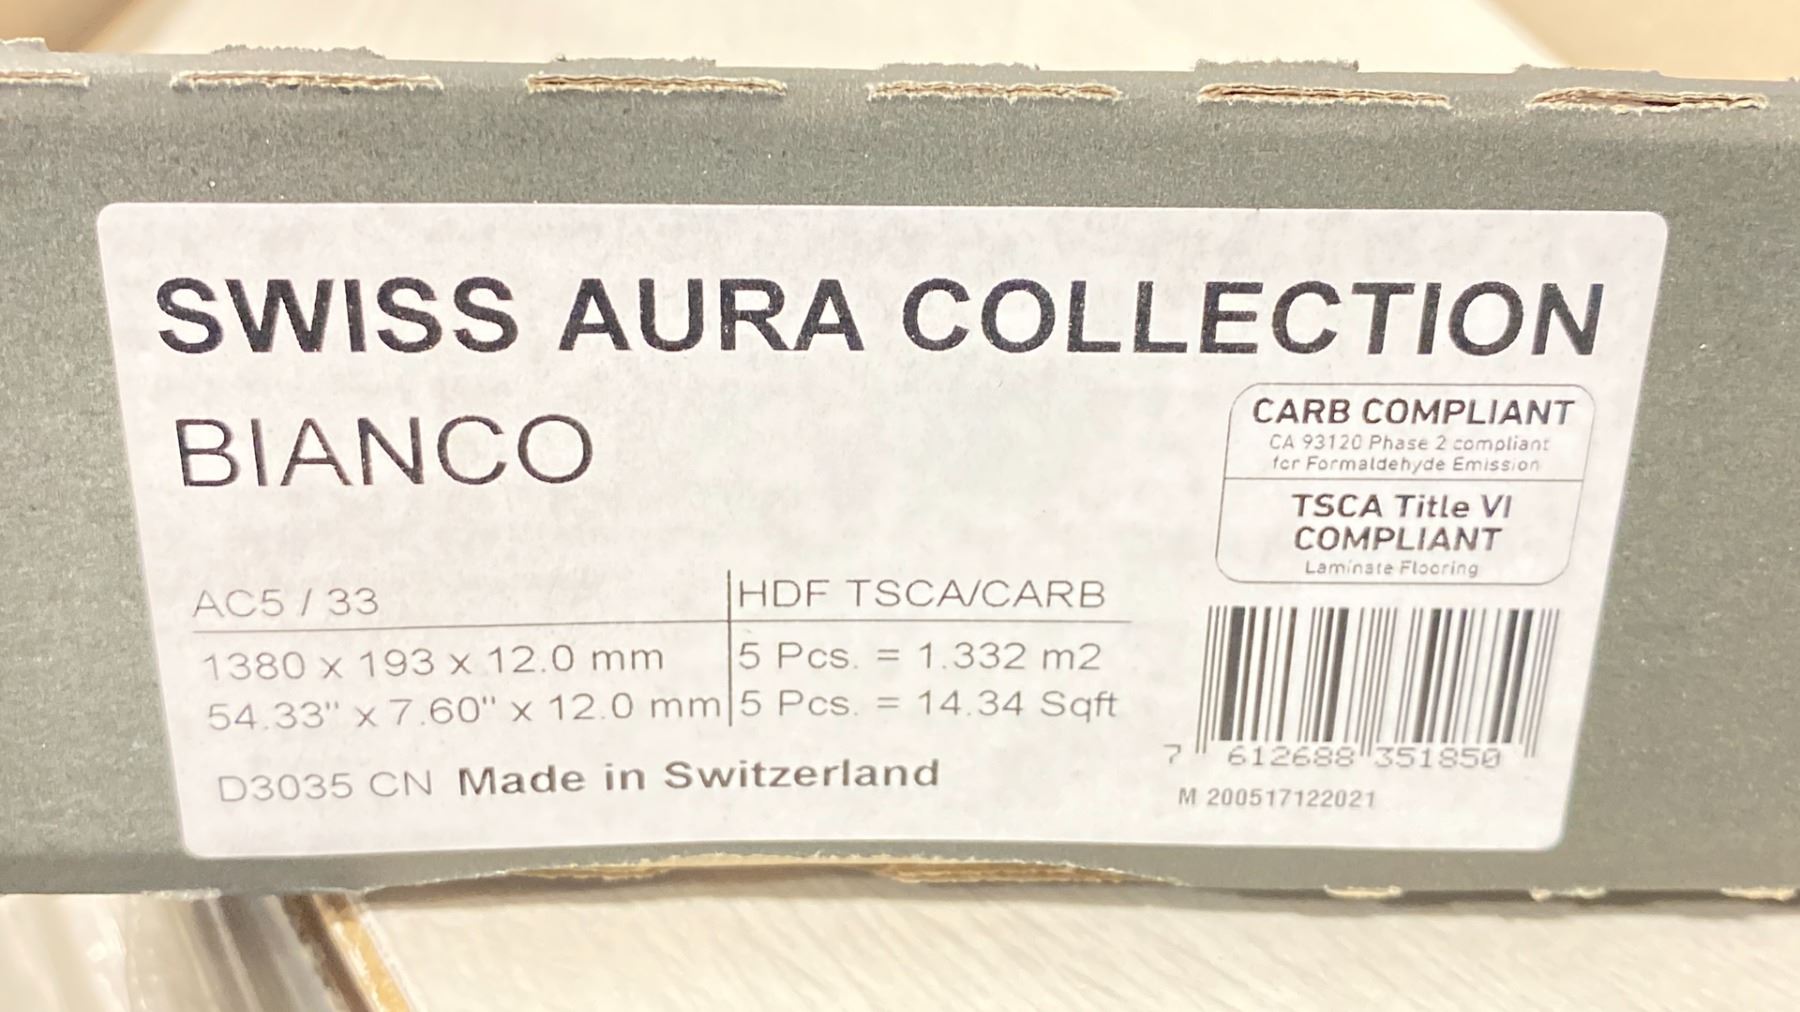 SWISS AURA COLLECTION
BIANCO
CARB COMPLIANT
CA 93120 Phase 2 compliant
for Formaldehyde Emission
TSCA Title VI
COMPLIANT
Laminate Flooring
AC5 / 33
HDF TSCA/CARB
1380 x 193 x 12.0 mm
5 Pcs. = 1.332 m2
54.33" x 7.60" x 12.0 mm
5 Pcs. = 14.34 Sqft
D3035 CN Made in Switzerland
7 612688 351850
M 200517122021